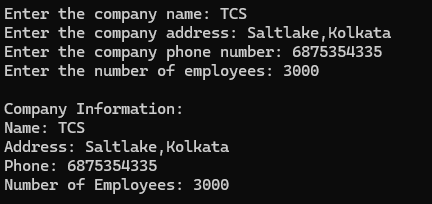 Enter the company name: TCS
Enter the company address: Saltlake,Kolkata
Enter the company phone number: 6875354335
Enter the number of employees: 3000
Company Information:
Name: TCS
Address: Saltlake,Kolkata
Phone: 6875354335
Number of Employees: 3000